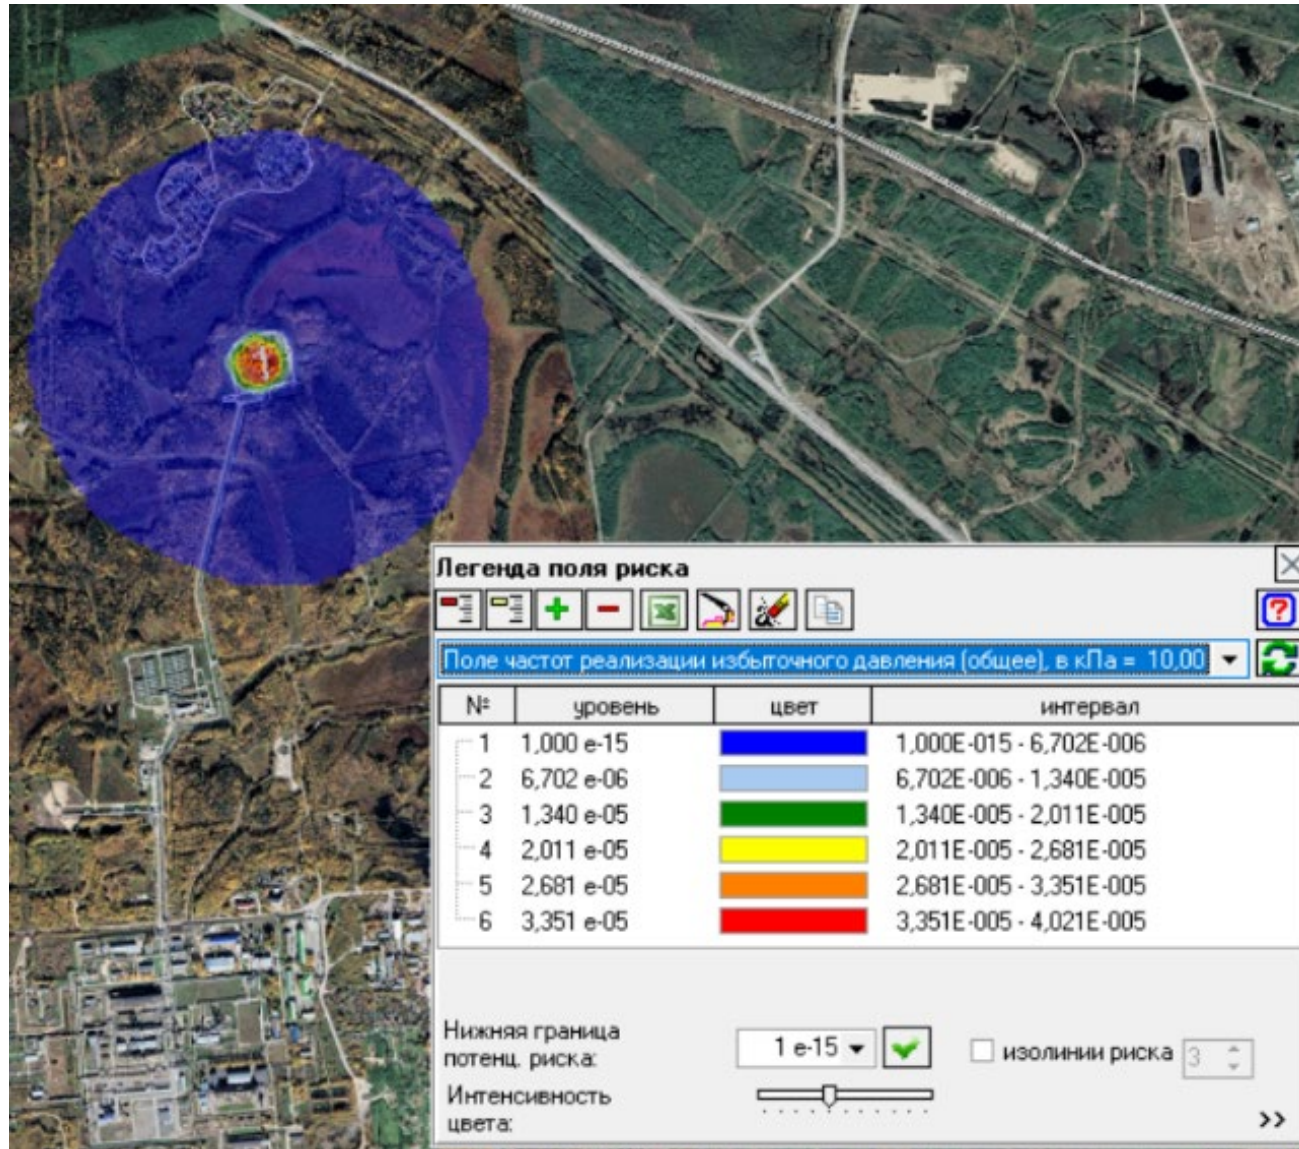 Легенда поля риска
Поле частот реализации избыточного давления (общее), в кПа = 10,00
№ уровень цвет интервал
1 1,000 е-15 1,000E-015 - 6,702E-006
2 6,702 е-06 6,702E-006 - 1,340E-005
3 1,340 е-05 1,340E-005 - 2,011E-005
4 2,011 е-05 2,011E-005 - 2,681E-005
5 2,681 е-05 2,681E-005 - 3,351E-005
6 3,351 е-05 3,351E-005 - 4,021E-005
Нижняя граница
потенц. риска: 1 е-15 изолинии риска 3
Интенсивность
цвета: >>